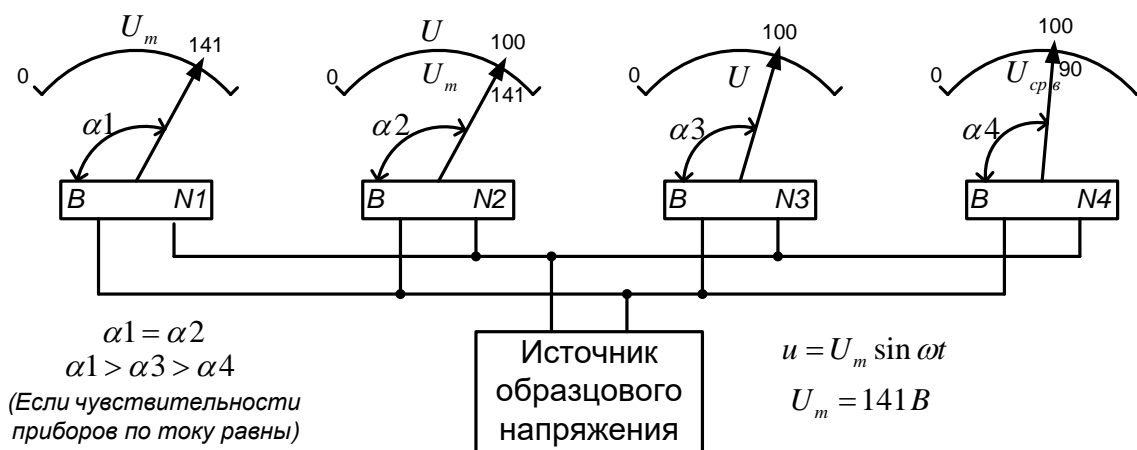 0 U_m 141
0 U 100
U_m 141
0 U 100
0 U_ср.в 100
90
α1 α2 α3 α4
B N1 B N2 B N3 B N4
α1 = α2
α1 > α3 > α4
(Если чувствительности
приборов по току равны)
Источник
образцового
напряжения
u = U_m sin ωt
U_m = 141В